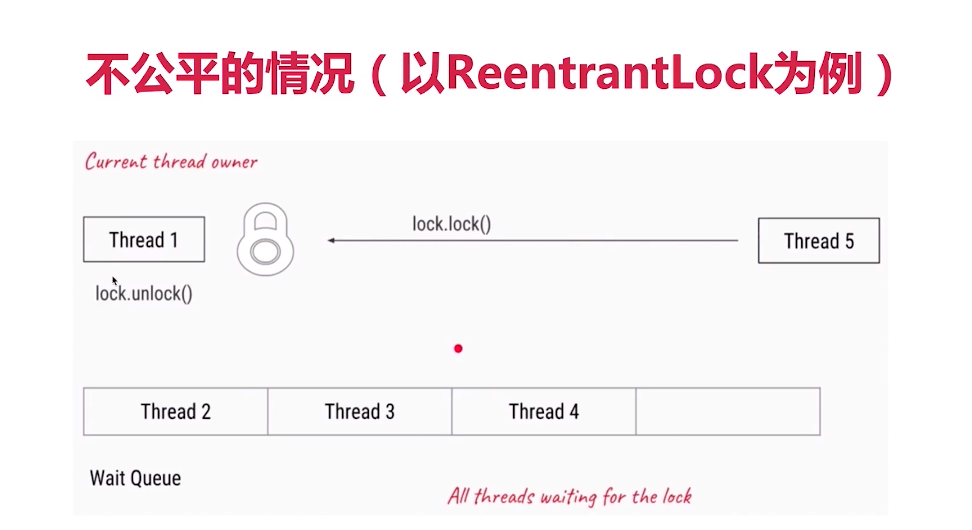 不公平的情况（以ReentrantLock为例）
Current thread owner
Thread 1
lock.lock()
Thread 5
lock.unlock()
Thread 2
Thread 3
Thread 4
Wait Queue
All threads waiting for the lock